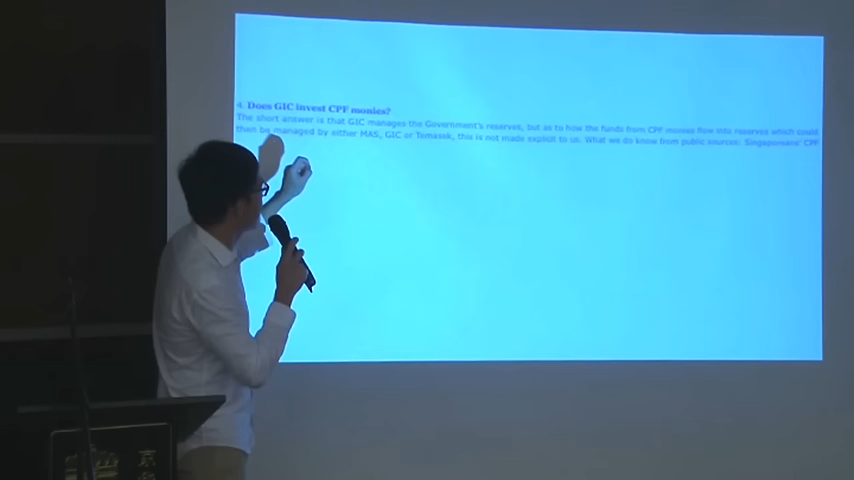 4. Does GIC invest CPF monies?
The short answer is that GIC manages the Government's reserves, but as to how the funds from CPF monies flow into reserves which could
then be managed by either MAS, GIC or Temasek, this is not made explicit to us. What we do know from public sources: Singaporeans' CPF
京